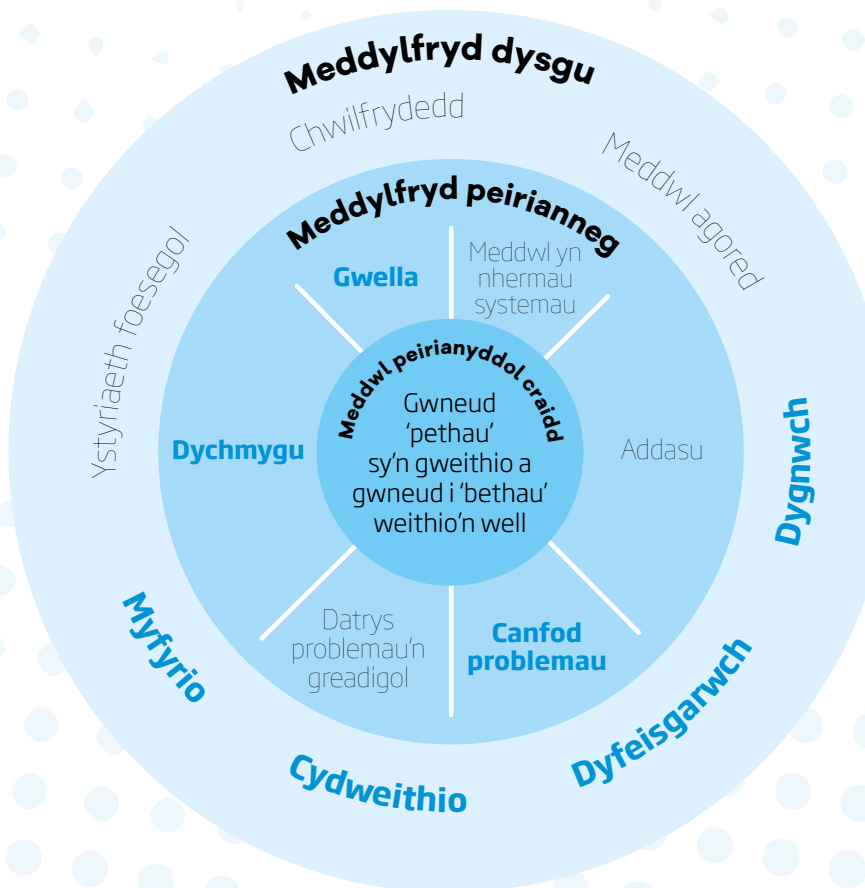 Meddylfryd dysgu
Chwilfrydedd
Meddwl agored
Dygnwch
Dyfeisgarwch
Cydweithio
Myfyrio
Ystyriaeth foesegol
Meddylfryd peirianneg
Gwella
Meddwl yn
nhermau
systemau
Addasu
Canfod
problemau
Datrys
problemau'n
greadigol
Dychmygu
Meddwl peirianyddol craidd
Gwneud
‘pethau’
sy’n gweithio a
gwneud i ‘bethau’
weithio’n well